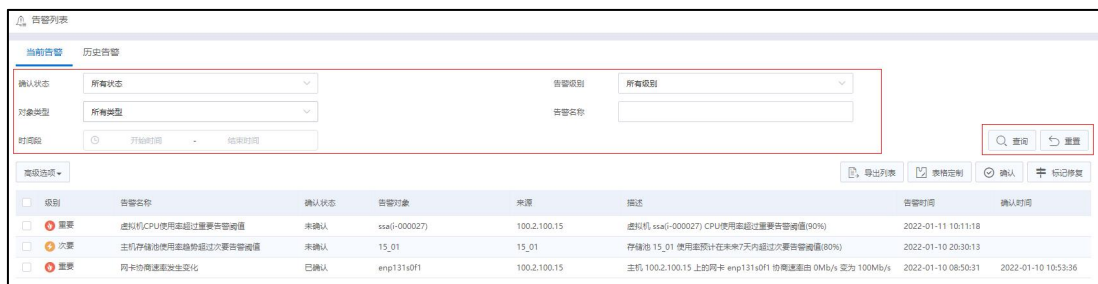 告警列表
当前告警 历史告警
确认状态 所有状态 告警级别 所有级别
对象类型 所有类型 告警名称
时间段 开始时间 - 结束时间 查询 重置
高级选项 导出列表 表格定制 确认 标记修复
级别 告警名称 确认状态 告警对象 来源 描述 告警时间 确认时间
重要 虚拟机CPU使用率超过重要告警阈值 未确认 ssa(i-000027) 100.2.100.15 虚拟机 ssa(i-000027) CPU使用率超过重要告警阈值(90%) 2022-01-11 10:11:18
次要 主机存储池使用率趋势超过次要告警阈值 未确认 15_01 15_01 存储池 15_01 使用率预计在未来7天内超过次要告警阈值(80%) 2022-01-10 20:30:13
重要 网卡协商速率发生变化 已确认 enp131s0f1 100.2.100.15 主机 100.2.100.15 上的网卡 enp131s0f1 协商速率由 0Mb/s 变为 100Mb/s 2022-01-10 08:50:31 2022-01-10 10:53:36